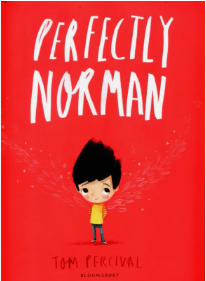 PERFECTLY
NORMAN
TOM PERCIVAL
BLOOMSBURY